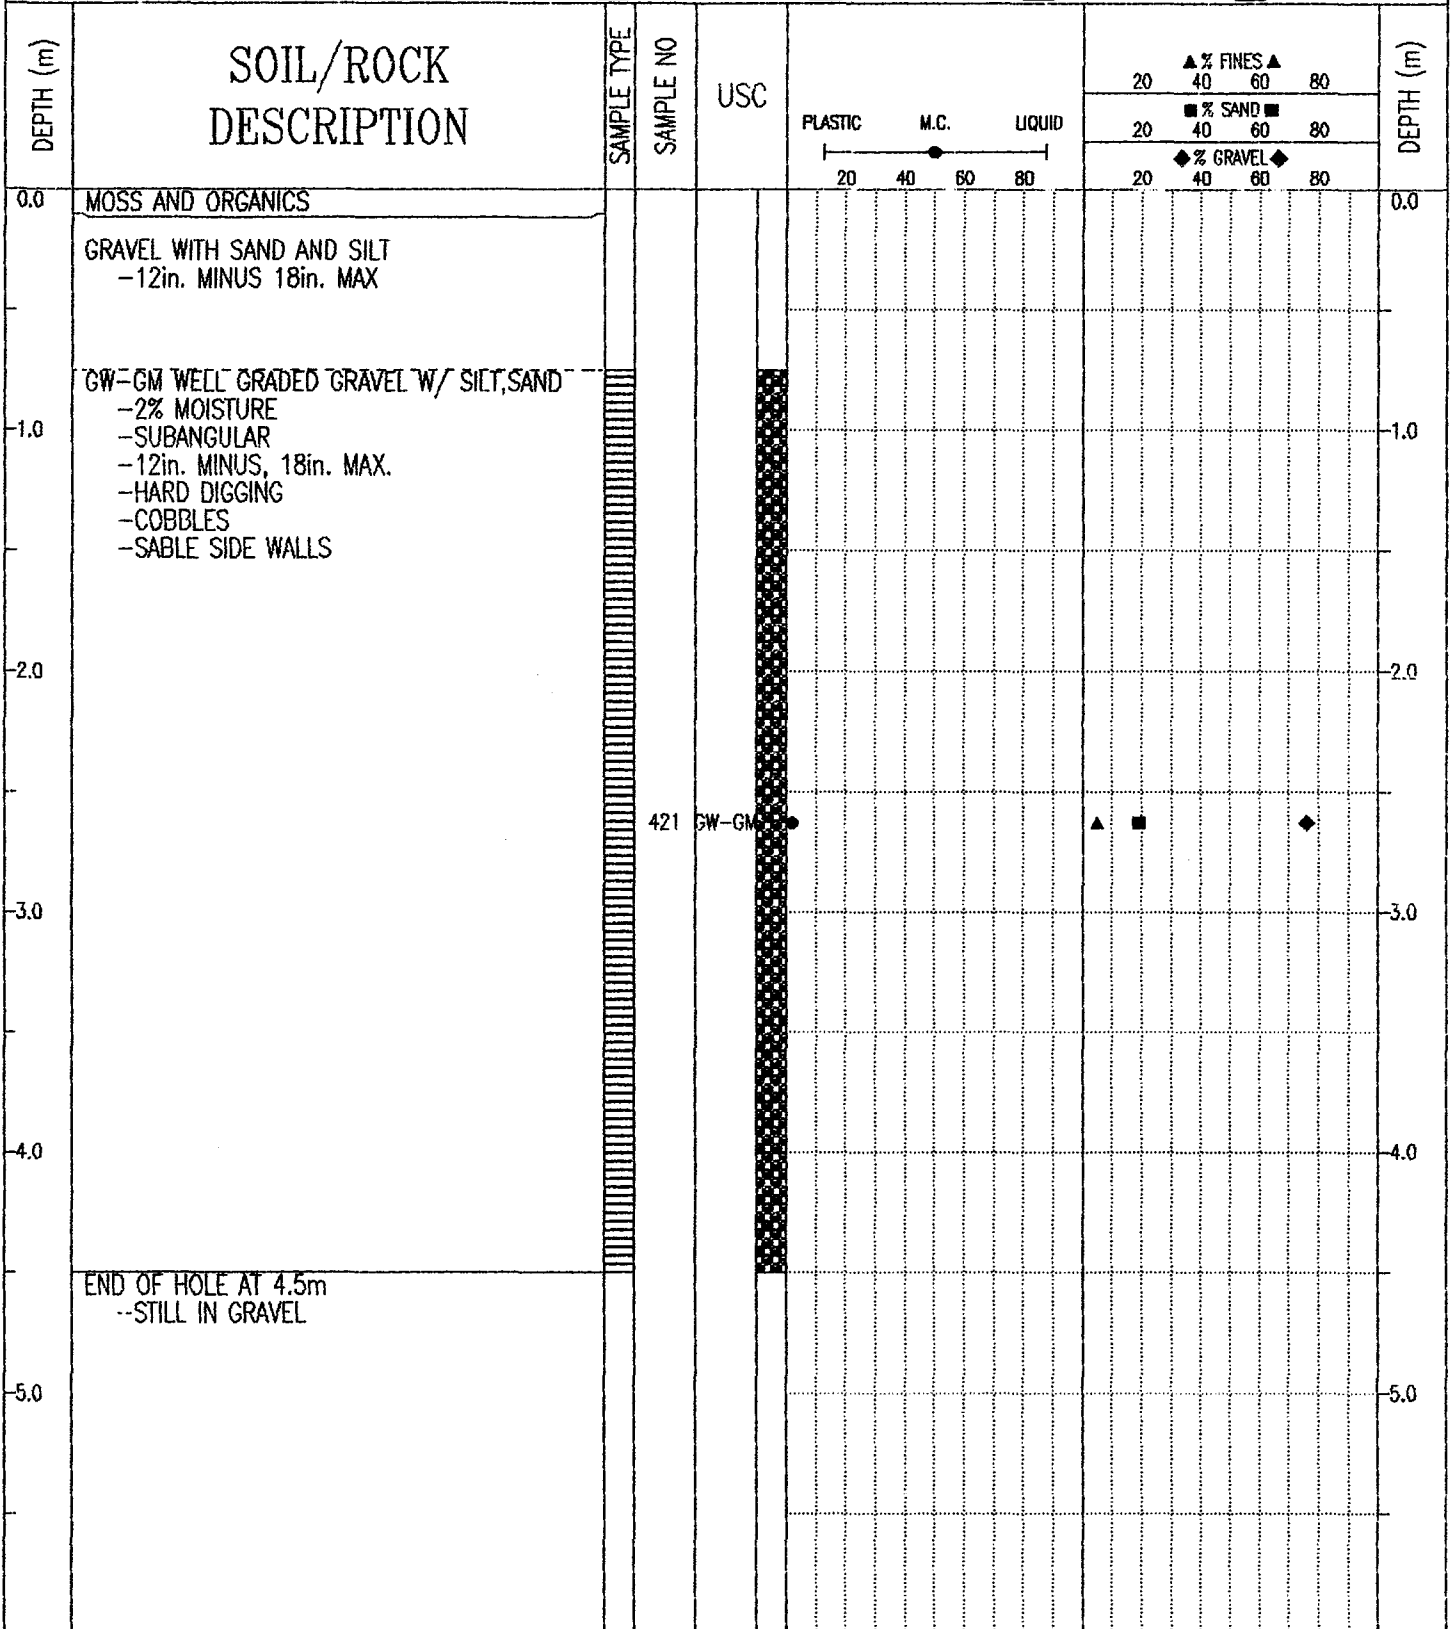 DEPTH (m)
SOIL/ROCK
DESCRIPTION
SAMPLE TYPE
SAMPLE NO
USC
PLASTIC M.C. LIQUID
20 40 60 80
▲ % FINES ▲
20 40 60 80
■ % SAND ■
20 40 60 80
◆ % GRAVEL ◆
20 40 60 80
DEPTH (m)
0.0 MOSS AND ORGANICS 0.0
GRAVEL WITH SAND AND SILT
-12in. MINUS 18in. MAX
GW-GM WELL GRADED GRAVEL W/ SILT,SAND
-2% MOISTURE
1.0 -SUBANGULAR 1.0
-12in. MINUS, 18in. MAX.
-HARD DIGGING
-COBBLES
-SABLE SIDE WALLS
2.0 2.0
421 GW-GM
3.0 3.0
4.0 4.0
END OF HOLE AT 4.5m
--STILL IN GRAVEL
5.0 5.0